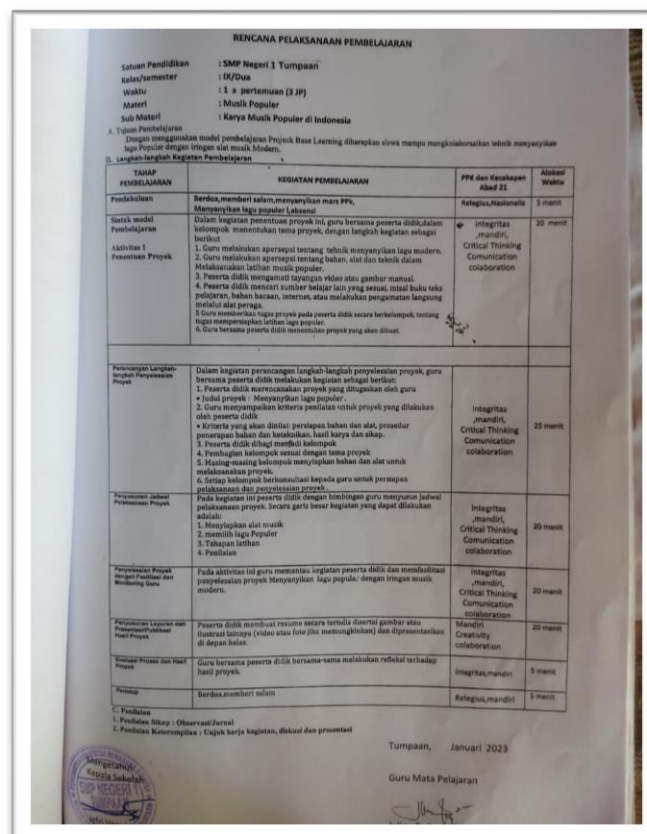 RENCANA PELAKSANAAN PEMBELAJARAN
Satuan Pendidikan : SMP Negeri 1 Tumpaan
Kelas/semester : IX/Dua
Waktu : 1 x pertemuan (3 JP)
Materi : Musik Populer
Sub Materi : Karya Musik Populer di Indonesia
A. Tujuan Pembelajaran
Dengan menggunakan model pembelajaran Projeck Base Learning diharapkan siswa mampu mengkolaborasikan tehnik menyanyikan
lagu Populer dengan iringan alat musik Modern.
B. Langkah-langkah Kegiatan Pembelajaran
TAHAP PEMBELAJARAN
KEGIATAN PEMBELAJARAN
PPK dan Kecakapan Abad 21
Alokasi Waktu
Pendahuluan
Berdoa,memberi salam,menyanyikan mars PPk,
Menyanyikan lagu populer ,absensi
Relegius,Nasionalis
5 menit
Sintak model
Pembelajaran
Aktivitas 1
Penentuan Proyek
Dalam kegiatan penentuan proyek ini, guru bersama peserta didik,dalam
kelompok menentukan tema proyek, dengan langkah kegiatan sebagai
berikut
1. Guru melakukan apersepsi tentang tehnik menyanyikan lagu modern.
2. Guru melakukan apersepsi tentang bahan, alat dan teknik dalam
Melaksanakan latihan musik populer.
3. Peserta didik mengamati tayangan video atau gambar manual.
4. Peserta didik mencari sumber belajar lain yang sesuai, misal buku teks
pelajaran, bahan bacaan, internet, atau melakukan pengamatan langsung
melalui alat peraga.
5 Guru memberikan tugas proyek pada peserta didik secara berkelompok, tentang
tugas mempersiapkan latihan lagu populer.
6. Guru bersama peserta didik menentukan proyek yang akan dibuat.
Integritas
,mandiri,
Critical Thinking
Comunication
colaboration
20 menit
Perancangan Langkah-
langkah Penyelesaian
Proyek
Dalam kegiatan perancangan langkah-langkah penyelesaian proyek, guru
bersama peserta didik melakukan kegiatan sebagai berikut:
1. Peserta didik merencanakan proyek yang ditugaskan oleh guru
• Judul proyek : Menyanyikan lagu populer .
2. Guru menyampaikan kriteria penilaian untuk proyek yang dilakukan
oleh peserta didik
• Kriteria yang akan dinilai: persiapan bahan dan alat, prosedur
penerapan bahan dan keteknikan, hasil karya dan sikap.
3. Peserta didik dibagi menjadi kelompok
4. Pembagian kelompok sesuai dengan tema proyek
5. Masing-masing kelompok menyiapkan bahan dan alat untuk
melaksanakan proyek.
6. Setiap kelompok berkonsultasi kepada guru untuk persiapan
pelaksanaan dan penyelesaian proyek .
Integritas
,mandiri,
Critical Thinking
Comunication
colaboration
25 menit
Penyusunan Jadwal
Pelaksanaan Proyek
Pada kegiatan ini peserta didik dengan bimbingan guru menyusun jadwal
pelaksanaan proyek. Secara garis besar kegiatan yang dapat dilakukan
adalah:
1. Menyiapkan alat musik
2. memilih lagu Populer
3. Tahapan latihan
4. Penilaian
Integritas
,mandiri,
Critical Thinking
Comunication
colaboration
20 menit
Penyelesaian Proyek
dengan Fasilitasi dan
Monitoring Guru
Pada aktivitas ini guru memantau kegiatan peserta didik dan memfasilitasi
penyelesaian proyek Menyanyikan lagu populer dengan iringan musik
modern.
Integritas
,mandiri,
Critical Thinking
Comunication
colaboration
20 menit
Penyusunan Laporan dan
Presentasi/Publikasi
Hasil Proyek
Peserta didik membuat resume secara tertulis disertai gambar atau
ilustrasi lainnya (video atau foto jika memungkinkan) dan dipresentasikan
di depan kelas.
Mandiri
Creativity
colaboration
20 menit
Evaluasi Proses dan Hasil
Proyek
Guru bersama peserta didik bersama-sama malakukan refleksi terhadap
hasil proyek.
Integritas,mandiri
5 menit
Penutup
Berdoa,memberi salam
Relegius,mandiri
5 menit
C. Penilaian
1. Penilaian Sikap : Observasi/Jurnal
2. Penilaian Keterampilan : Unjuk kerja kegiatan, diskusi dan presentasi
Tumpaan, Januari 2023
Mengetahui
Kepala Sekolah
Guru Mata Pelajaran
SMP NEGERI 1
TUMPAAN